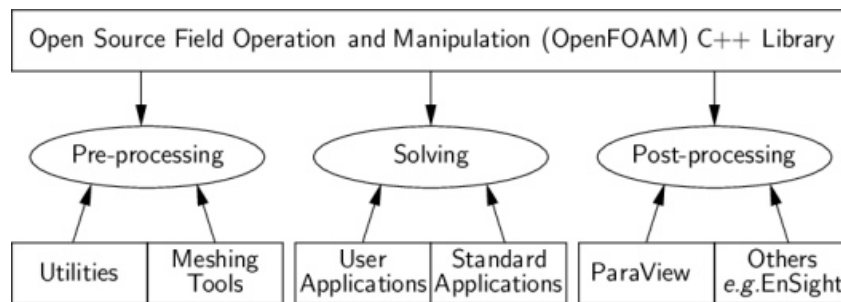 Open Source Field Operation and Manipulation (OpenFOAM) C++ Library
Pre-processing
Solving
Post-processing
Utilities
Meshing
Tools
User
Applications
Standard
Applications
ParaView
Others
e.g.EnSight